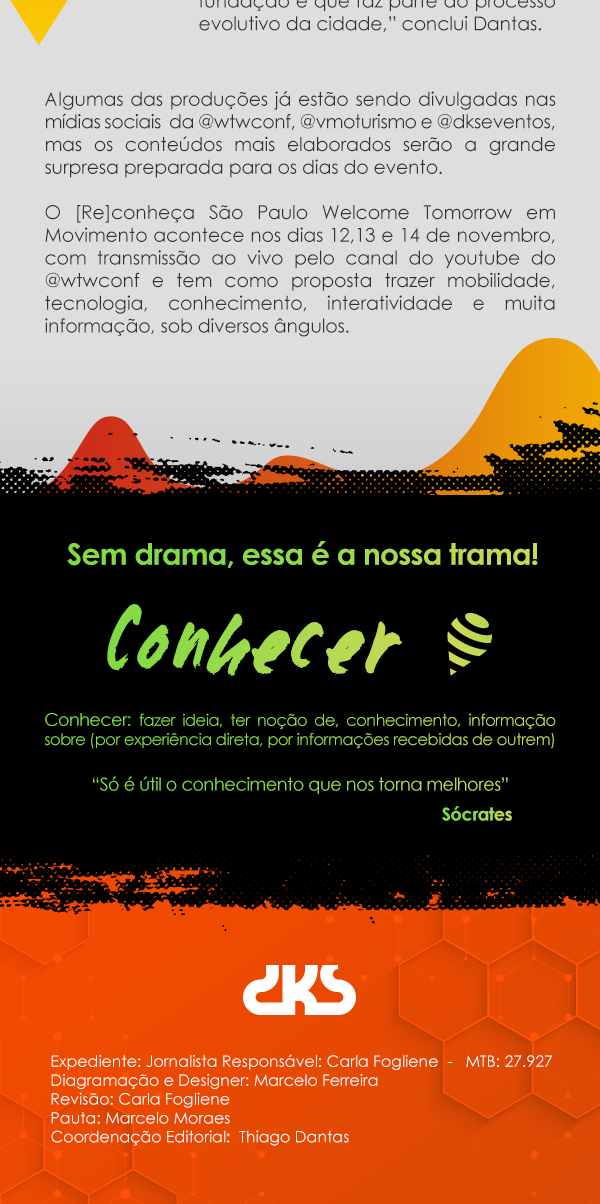 fundação e que faz parte do processo
evolutivo da cidade,” conclui Dantas.
Algumas das produções já estão sendo divulgadas nas
mídias sociais da @wtwconf, @vmoturismo e @dkseventos,
mas os conteúdos mais elaborados serão a grande
surpresa preparada para os dias do evento.
O [Re]conheça São Paulo Welcome Tomorrow em
Movimento acontece nos dias 12,13 e 14 de novembro,
com transmissão ao vivo pelo canal do youtube do
@wtwconf e tem como proposta trazer mobilidade,
tecnologia, conhecimento, interatividade e muita
informação, sob diversos ângulos.
Sem drama, essa é a nossa trama!
Conhecer
Conhecer: fazer ideia, ter noção de, conhecimento, informação
sobre (por experiência direta, por informações recebidas de outrem)
“Só é útil o conhecimento que nos torna melhores”
Sócrates
DKS
Expediente: Jornalista Responsável: Carla Fogliene - MTB: 27.927
Diagramação e Designer: Marcelo Ferreira
Revisão: Carla Fogliene
Pauta: Marcelo Moraes
Coordenação Editorial: Thiago Dantas